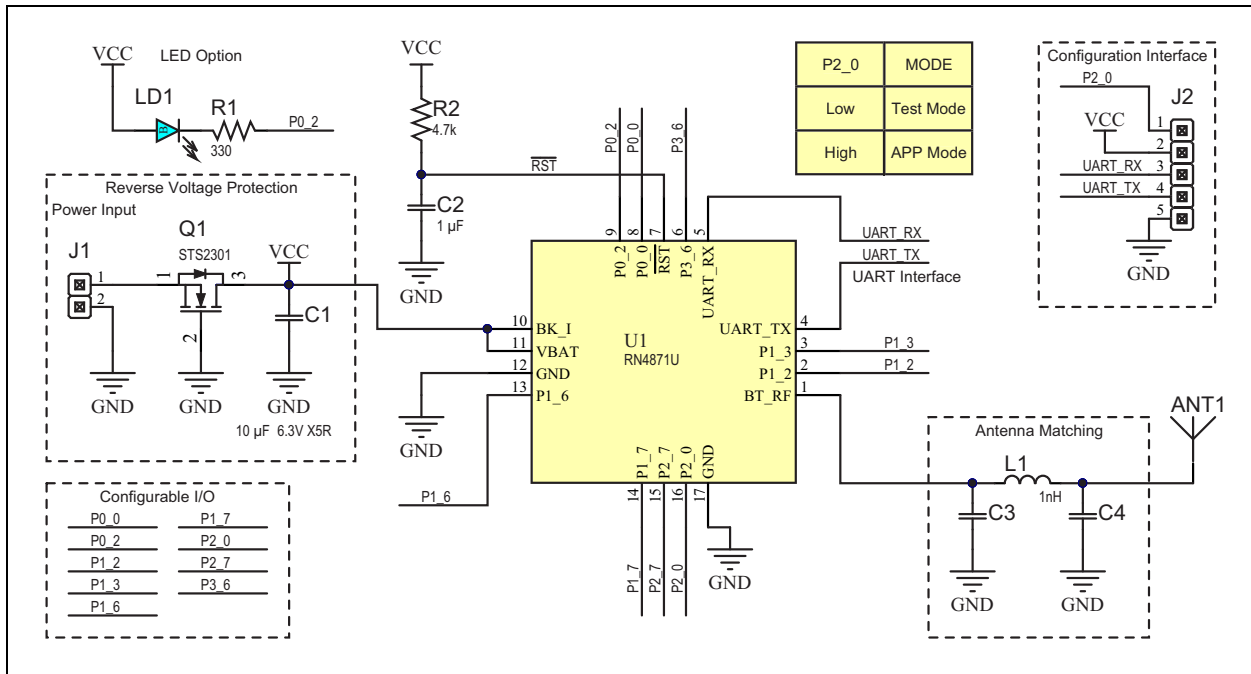 VCC
LED Option
LD1
B
R1
330
P0_2
VCC
R2
4.7k
RST
C2
1 µF
GND
P2_0 MODE
Low Test Mode
High APP Mode
Configuration Interface
P2_0
J2
VCC
1
2
UART_RX 3
UART_TX 4
5
GND
Reverse Voltage Protection
Power Input
Q1
STS2301
J1
1
2
1
3
2
VCC
C1
GND
GND
GND
10 µF 6.3V X5R
P0_2
P0_0
P3_6
9
8
7
6
5
P0_2
P0_0
RST
P3_6
UART_RX
UART_RX
UART_TX
UART Interface
U1
RN4871U
10 BK_I
11 VBAT
12 GND
13 P1_6
GND
P1_6
UART_TX 4
P1_3 3 P1_3
P1_2 2 P1_2
BT_RF 1
P1_7
P2_7
P2_0
GND
14
15
16
17
P1_7
P2_7
P2_0
GND
Antenna Matching
ANT1
L1
1nH
C3
C4
GND
GND
Configurable I/O
P0_0 P1_7
P0_2 P2_0
P1_2 P2_7
P1_3 P3_6
P1_6